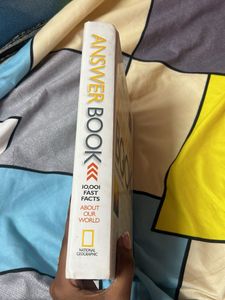 ANSWER BOOK
10,001
FAST
FACTS
ABOUT
OUR
WORLD
NATIONAL
GEOGRAPHIC